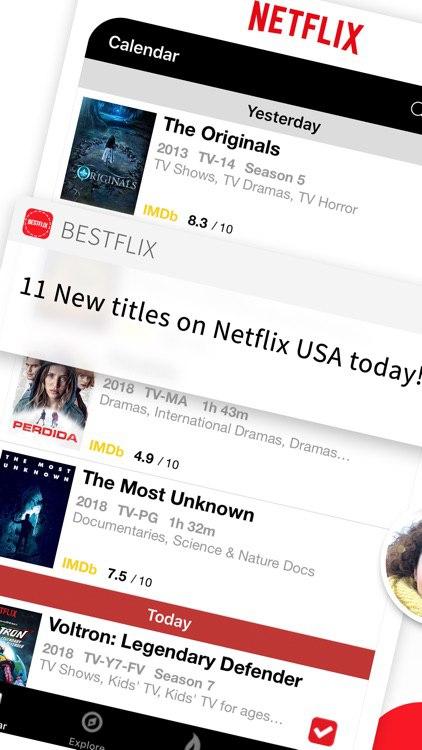 NETFLIX
Calendar
Yesterday
The Originals
2013 TV-14 Season 5
TV Shows, TV Dramas, TV Horror
ORIGINALS
IMDb 8.3 / 10
BESTFLIX
BESTFLIX
11 New titles on Netflix USA today!
2018 TV-MA 1h 43m
Dramas, International Dramas, Dramas...
PERDIDA
IMDb 4.9 / 10
THE MOST
UNKNOWN
The Most Unknown
2018 TV-PG 1h 32m
Documentaries, Science & Nature Docs
IMDb 7.5 / 10
Today
Voltron: Legendary Defender
2018 TV-Y7-FV Season 7
TV Shows, Kids' TV, Kids' TV for ages...
NETFLIX
TRON
Explore